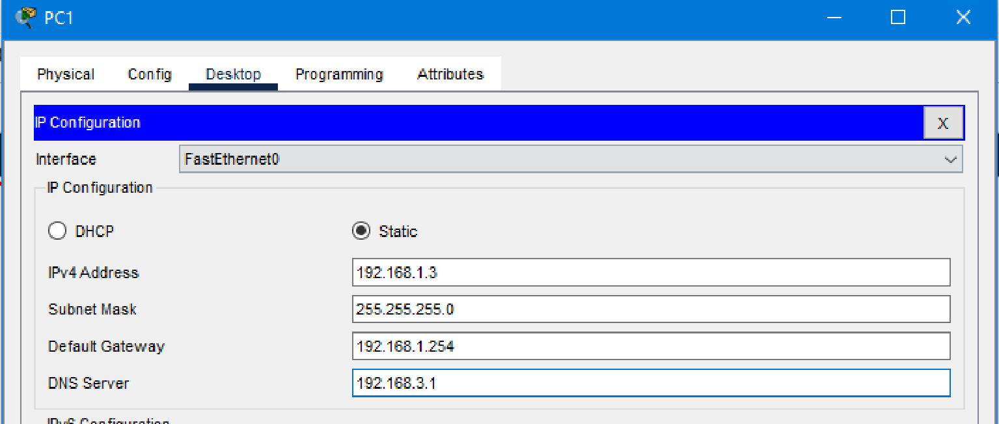 PC1
Physical Config Desktop Programming Attributes
IP Configuration X
Interface FastEthernet0
IP Configuration
DHCP Static
IPv4 Address 192.168.1.3
Subnet Mask 255.255.255.0
Default Gateway 192.168.1.254
DNS Server 192.168.3.1
IPv6 Configuration